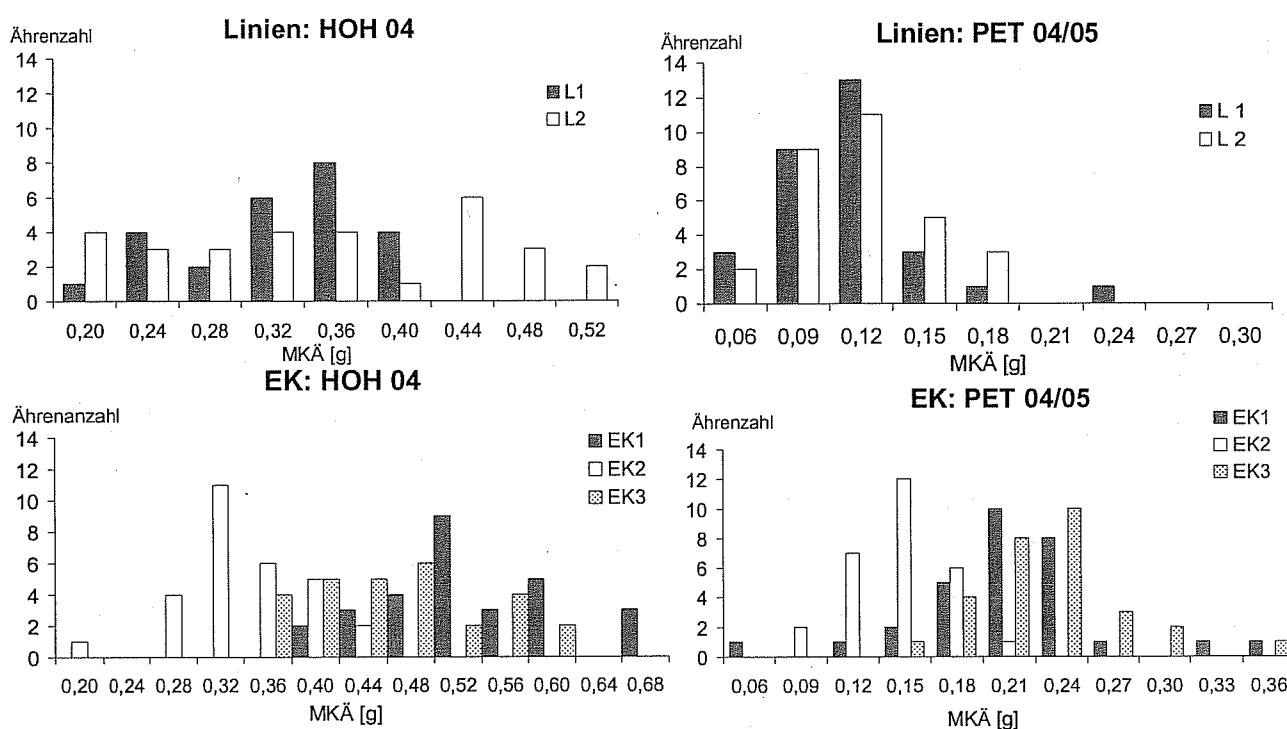 Linien: HOH 04
Ährenzahl
14
12
10
8
6
4
2
0
L1
L2
0,20 0,24 0,28 0,32 0,36 0,40 0,44 0,48 0,52
MKÄ [g]
Linien: PET 04/05
Ährenzahl
14
12
10
8
6
4
2
0
L 1
L 2
0,06 0,09 0,12 0,15 0,18 0,21 0,24 0,27 0,30
MKÄ [g]
EK: HOH 04
Ährenanzahl
14
12
10
8
6
4
2
0
EK1
EK2
EK3
0,20 0,24 0,28 0,32 0,36 0,40 0,44 0,48 0,52 0,56 0,60 0,64 0,68
MKÄ [g]
EK: PET 04/05
Ährenzahl
14
12
10
8
6
4
2
0
EK1
EK2
EK3
0,06 0,09 0,12 0,15 0,18 0,21 0,24 0,27 0,30 0,33 0,36
MKÄ [g]